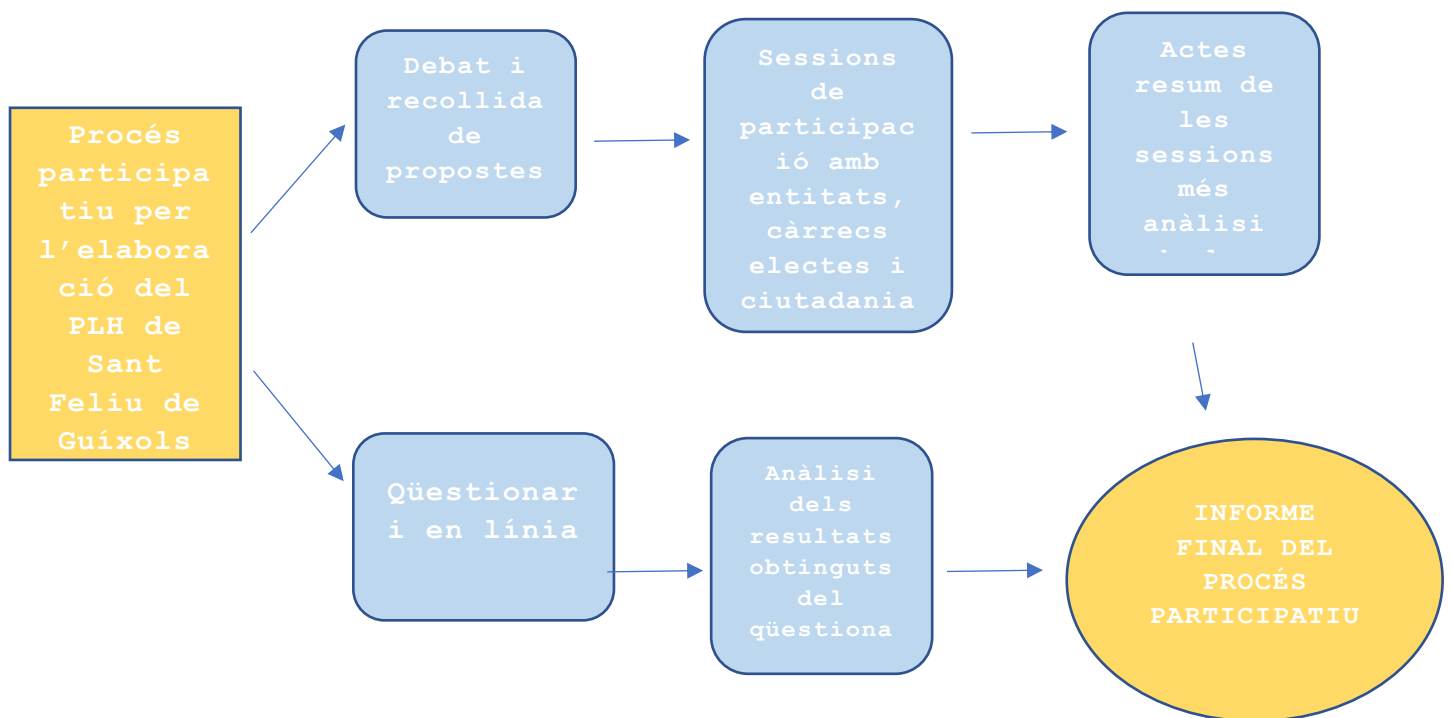 Procés
participa
tiu per
l'elabora
ció del
PLH de
Sant
Feliu de
Guíxols
Debat i
recollida
de
propostes
Sessions
de
participac
ió amb
entitats,
càrrecs
electes i
ciutadania
Actes
resum de
les
sessions
més
anàlisi
Qüestionar
i en línia
Anàlisi
dels
resultats
obtinguts
del
qüestiona
INFORME
FINAL DEL
PROCÉS
PARTICIPATIU